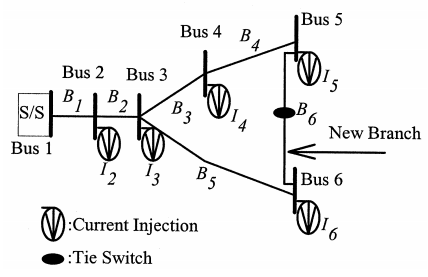 Bus 5
Bus 4
B4
Bus 2
Bus 3
I5
S/S
B1
B2
B3
I4
B6
New Branch
Bus 1
I2
I3
B5
Bus 6
I6
:Current Injection
:Tie Switch